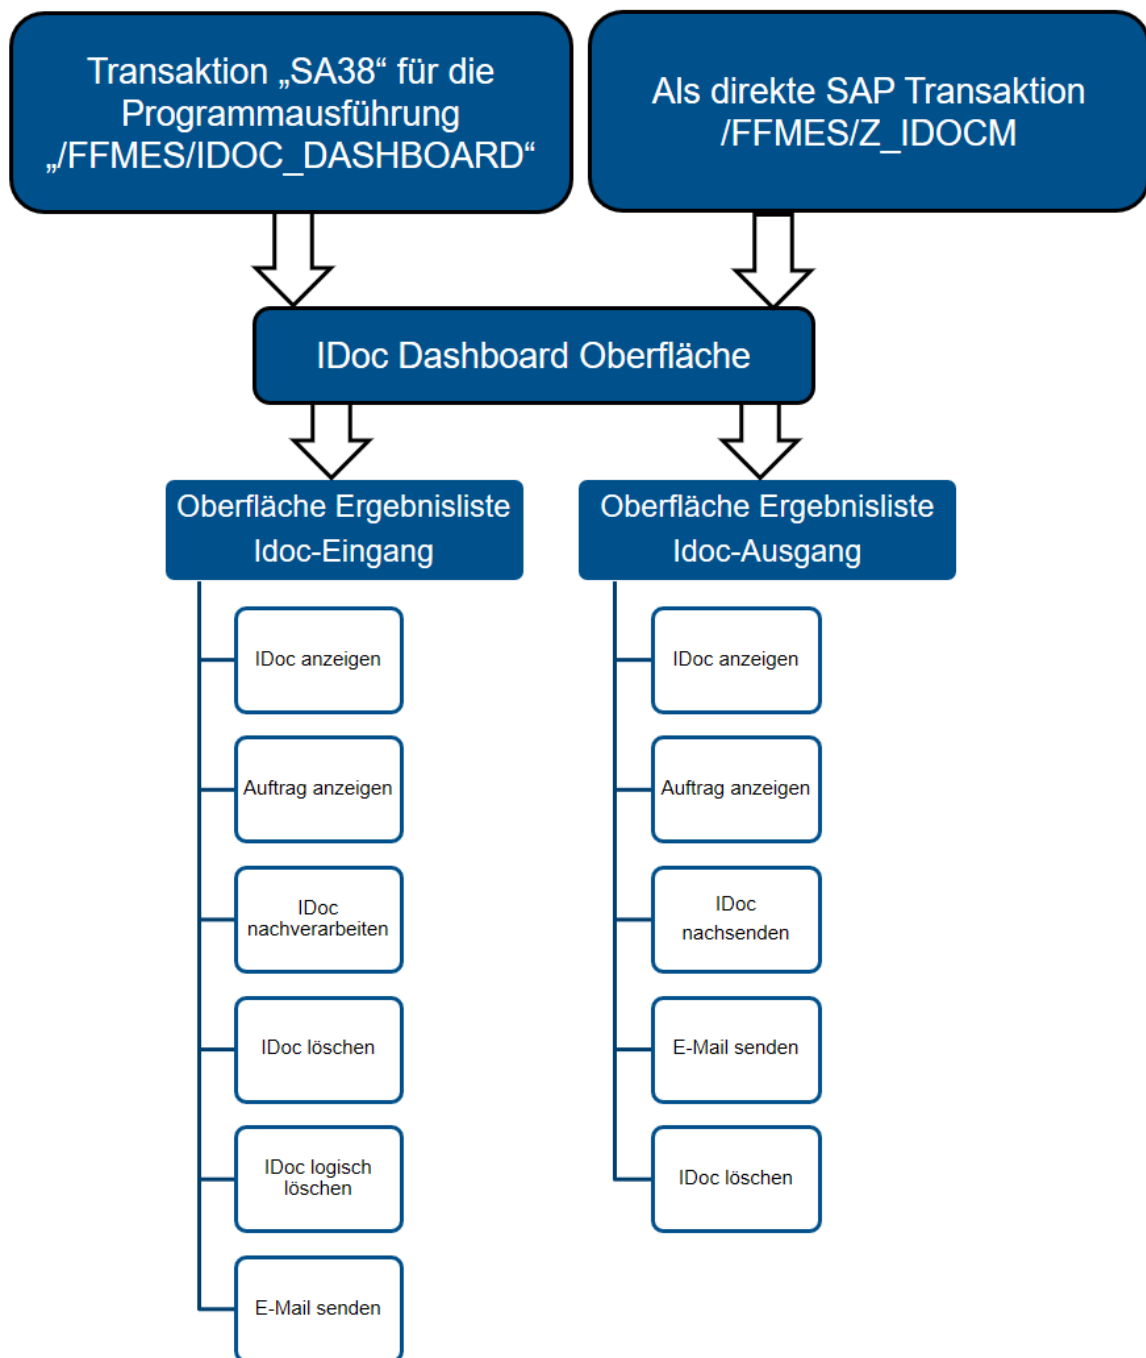 Transaktion „SA38“ für die
Programmausführung
„/FFMES/IDOC_DASHBOARD“
Als direkte SAP Transaktion
/FFMES/Z_IDOCM
IDoc Dashboard Oberfläche
Oberfläche Ergebnisliste
Idoc-Eingang
IDoc anzeigen
Auftrag anzeigen
IDoc
nachverarbeiten
IDoc löschen
IDoc logisch
löschen
E-Mail senden
Oberfläche Ergebnisliste
Idoc-Ausgang
IDoc anzeigen
Auftrag anzeigen
IDoc
nachsenden
E-Mail senden
IDoc löschen